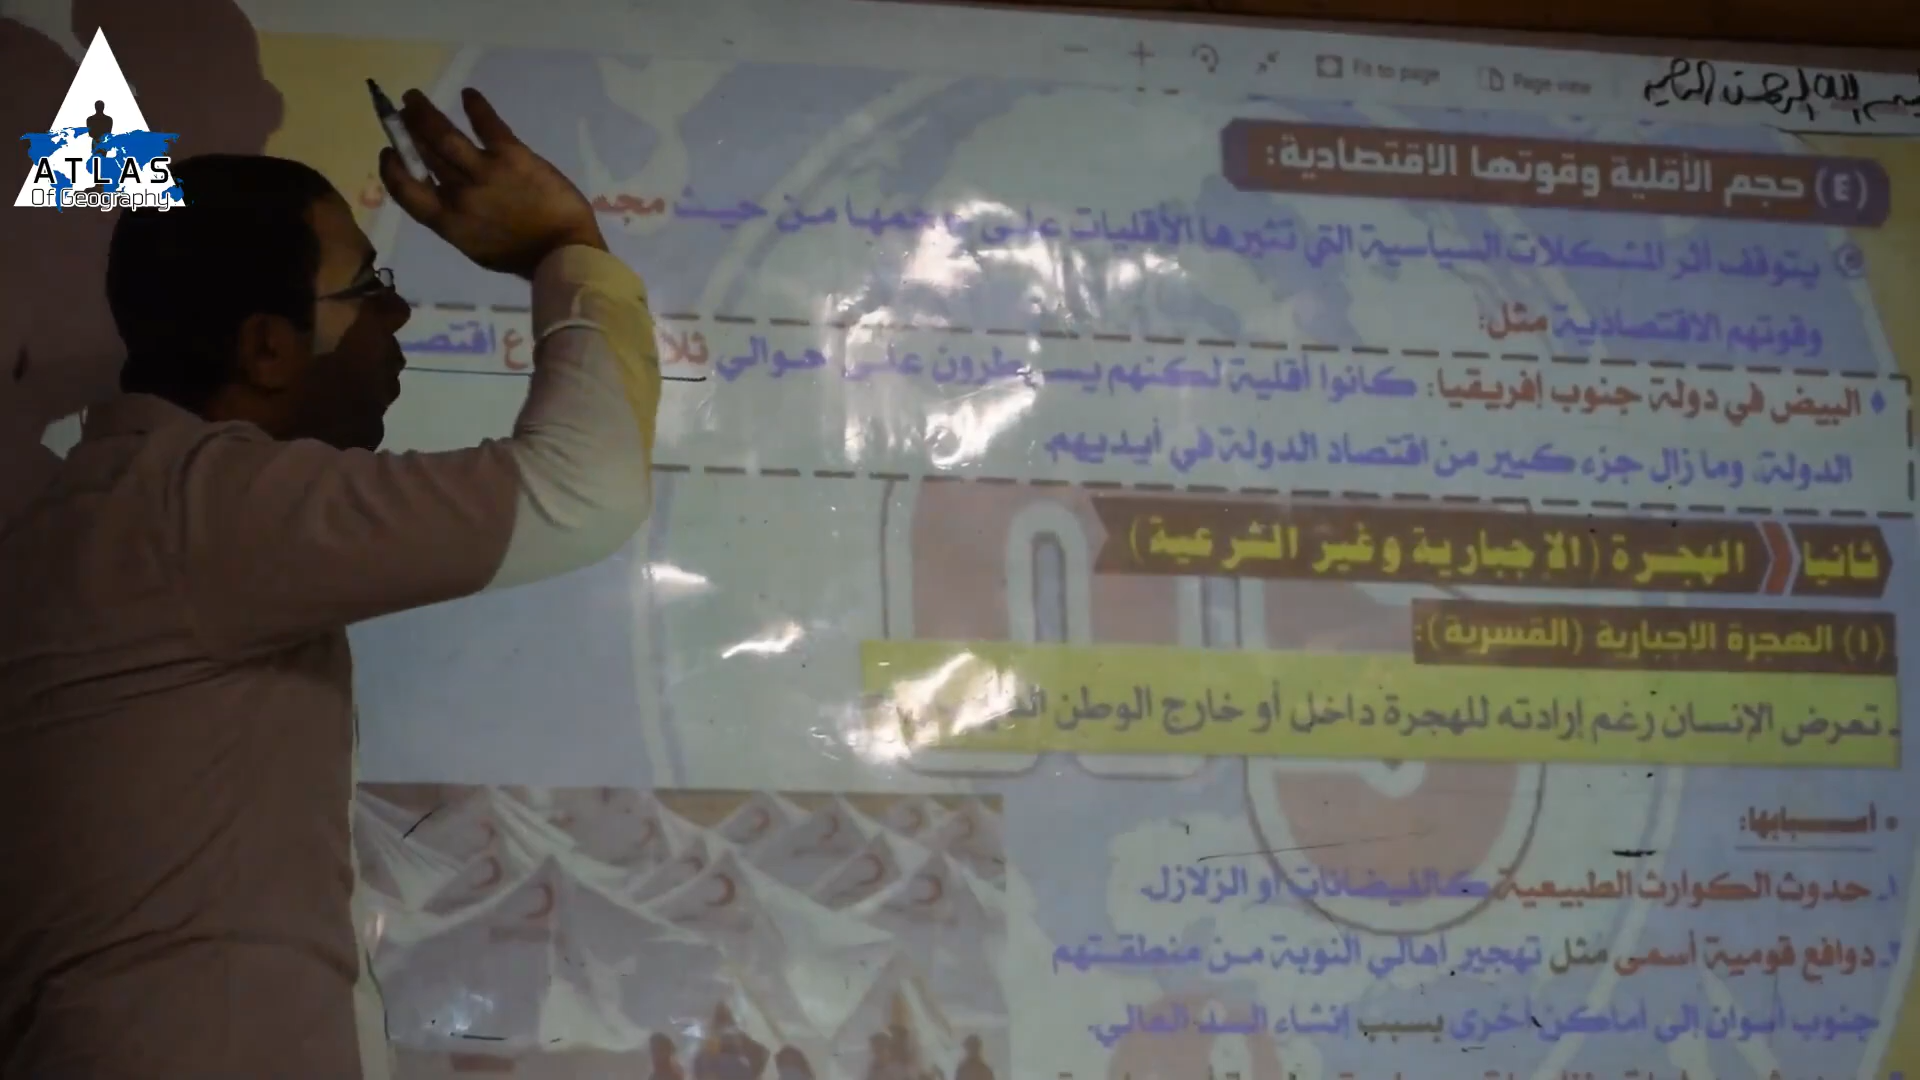 ATLAS
Of Geography
Fit to page
Page view
بسم الله الرحمن الرحيم
(٤) حجم الأقلية وقوتها الاقتصادية:
يتوقف أثر المشكلات السياسية التي تثيرها الأقليات على حجمها من حيث
وقوتهم الاقتصادية مثل:
البيض في دولة جنوب إفريقيا: كانوا أقلية لكنهم يسيطرون على حوالي
الدولة، وما زال جزء كبير من اقتصاد الدولة في أيديهم.
ثانيا الهجرة (الإجبارية وغير الشرعية)
(١) الهجرة الاجبارية (القسرية):
- تعرض الإنسان رغم إرادته للهجرة داخل أو خارج الوطن
• أسبابها:
١- حدوث الكوارث الطبيعية كالفيضانات أو الزلازل.
٢- دوافع قومية أسمى مثل تهجير أهالي النوبة من منطقتهم
جنوب أسوان إلى أماكن أخرى بسبب إنشاء السد العالي.